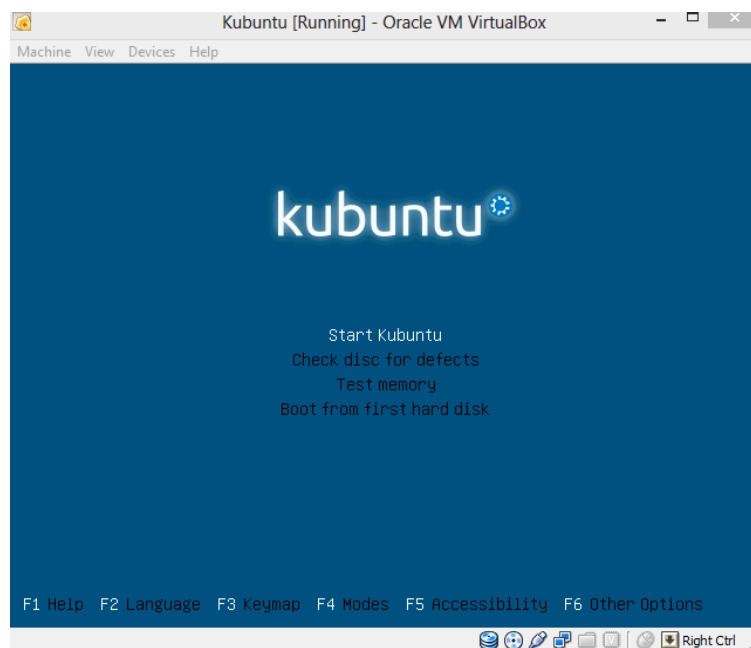 Kubuntu [Running] - Oracle VM VirtualBox
Machine View Devices Help
kubuntu
Start Kubuntu
Check disc for defects
Test memory
Boot from first hard disk
F1 Help F2 Language F3 Keymap F4 Modes F5 Accessibility F6 Other Options
Right Ctrl